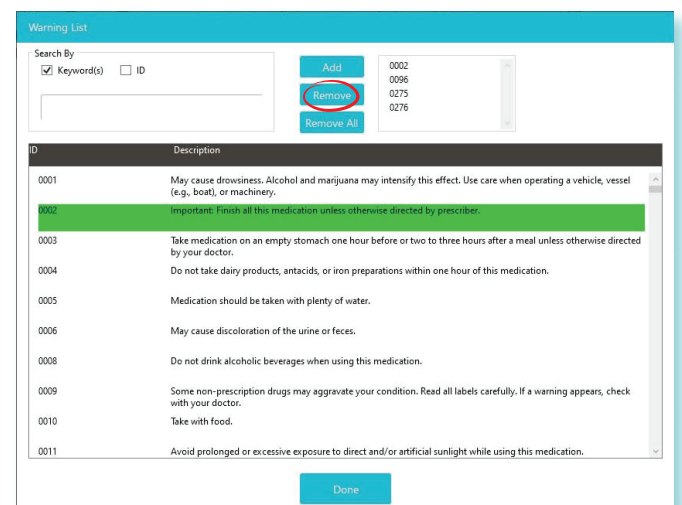 Warning List
Search By
Keyword(s) ID
Add
Remove
Remove All
0002
0096
0275
0276
ID Description
0001 May cause drowsiness. Alcohol and marijuana may intensify this effect. Use care when operating a vehicle, vessel
(e.g., boat), or machinery.
0002 Important: Finish all this medication unless otherwise directed by prescriber.
0003 Take medication on an empty stomach one hour before or two to three hours after a meal unless otherwise directed
by your doctor.
0004 Do not take dairy products, antacids, or iron preparations within one hour of this medication.
0005 Medication should be taken with plenty of water.
0006 May cause discoloration of the urine or feces.
0008 Do not drink alcoholic beverages when using this medication.
0009 Some non-prescription drugs may aggravate your condition. Read all labels carefully. If a warning appears, check
with your doctor.
0010 Take with food.
0011 Avoid prolonged or excessive exposure to direct and/or artificial sunlight while using this medication.
Done